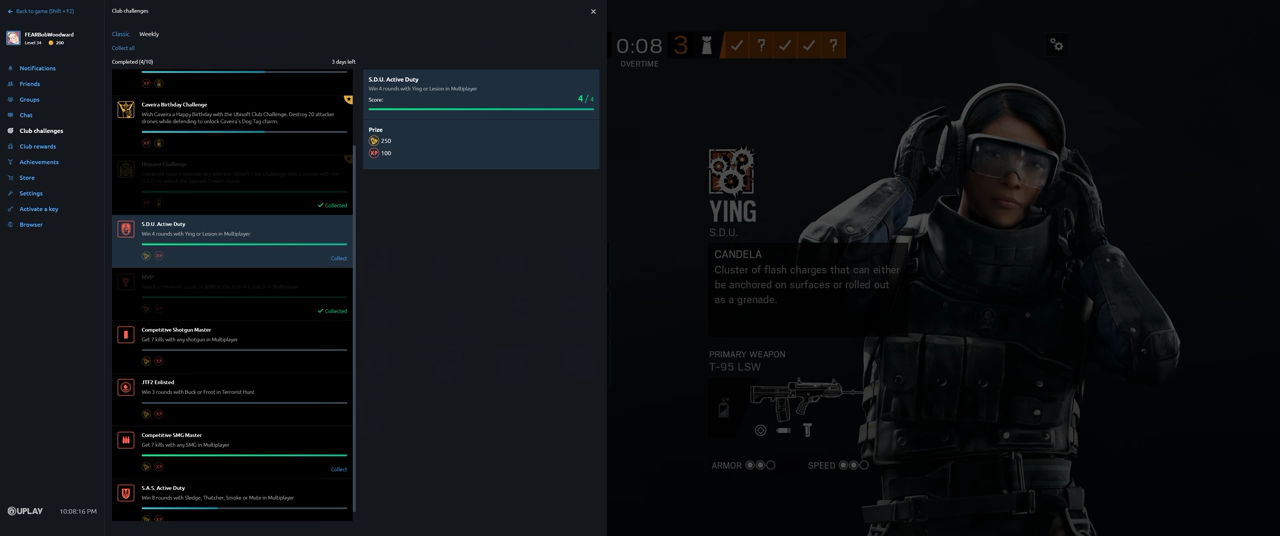 Back to game (Shift + F2)
FEARBobWoodward
Level 34
200
Notifications
Friends
Groups
Chat
Club challenges
Club rewards
Achievements
Store
Settings
Activate a key
Browser
UPLAY
10:08:16 PM
Club challenges
Classic
Weekly
Collect all
Completed (4/10)
3 days left
XP
Caveira Birthday Challenge
Wish Caveira a Happy Birthday with the Ubisoft Club Challenge. Destroy 20 attacker
drones while defending to unlock Caveira's Dog Tag charm.
XP
Challenge
Collected
S.D.U. Active Duty
Win 4 rounds with Ying or Lesion in Multiplayer
XP
Collect
MVP
Collected
Competitive Shotgun Master
Get 7 kills with any shotgun in Multiplayer
XP
JTF2 Enlisted
Win 3 rounds with Buck or Frost in Terrorist Hunt
XP
Competitive SMG Master
Get 7 kills with any SMG in Multiplayer
XP
Collect
S.A.S. Active Duty
Win 8 rounds with Sledge, Thatcher, Smoke or Mute in Multiplayer
S.D.U. Active Duty
Win 4 rounds with Ying or Lesion in Multiplayer
Score:
4 / 4
Prize
250
XP 100
0:08
OVERTIME
3
? ?
YING
S.D.U.
CANDELA
Cluster of flash charges that can either
be anchored on surfaces or rolled out
as a grenade.
PRIMARY WEAPON
T-95 LSW
ARMOR
SPEED